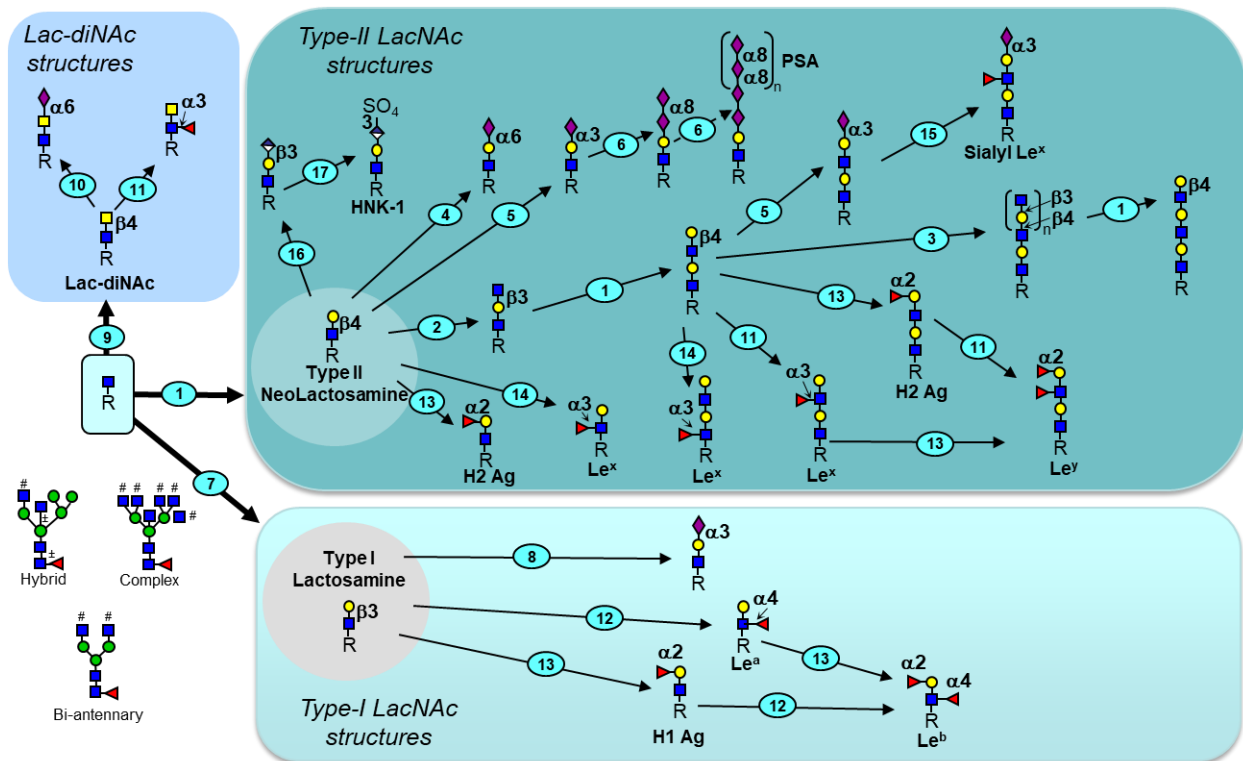 Lac-diNAc
structures
α6
α3
R
R
10
11
β4
R
Lac-diNAc
9
R
1
7
#
±
±
Hybrid
# # # #
#
Complex
# #
Bi-antennary
Type-II LacNAc
structures
β3
R
17
SO4
3
R
HNK-1
16
α6
R
4
α3
R
5
6
α8
R
6
α8
α8
n
PSA
R
α3
R
5
15
α3
R
Sialyl Lex
β4
R
Type II
NeoLactosamine
2
β3
R
1
β4
R
3
β3
β4
n
R
1
β4
R
13
α2
R
H2 Ag
14
α3
R
Lex
14
α3
R
Lex
11
α3
R
Lex
13
α2
R
H2 Ag
11
13
α2
R
Ley
Type I
Lactosamine
β3
R
8
α3
R
12
α4
R
Lea
13
α2
R
H1 Ag
12
13
α2
α4
R
Leb
Type-I LacNAc
structures